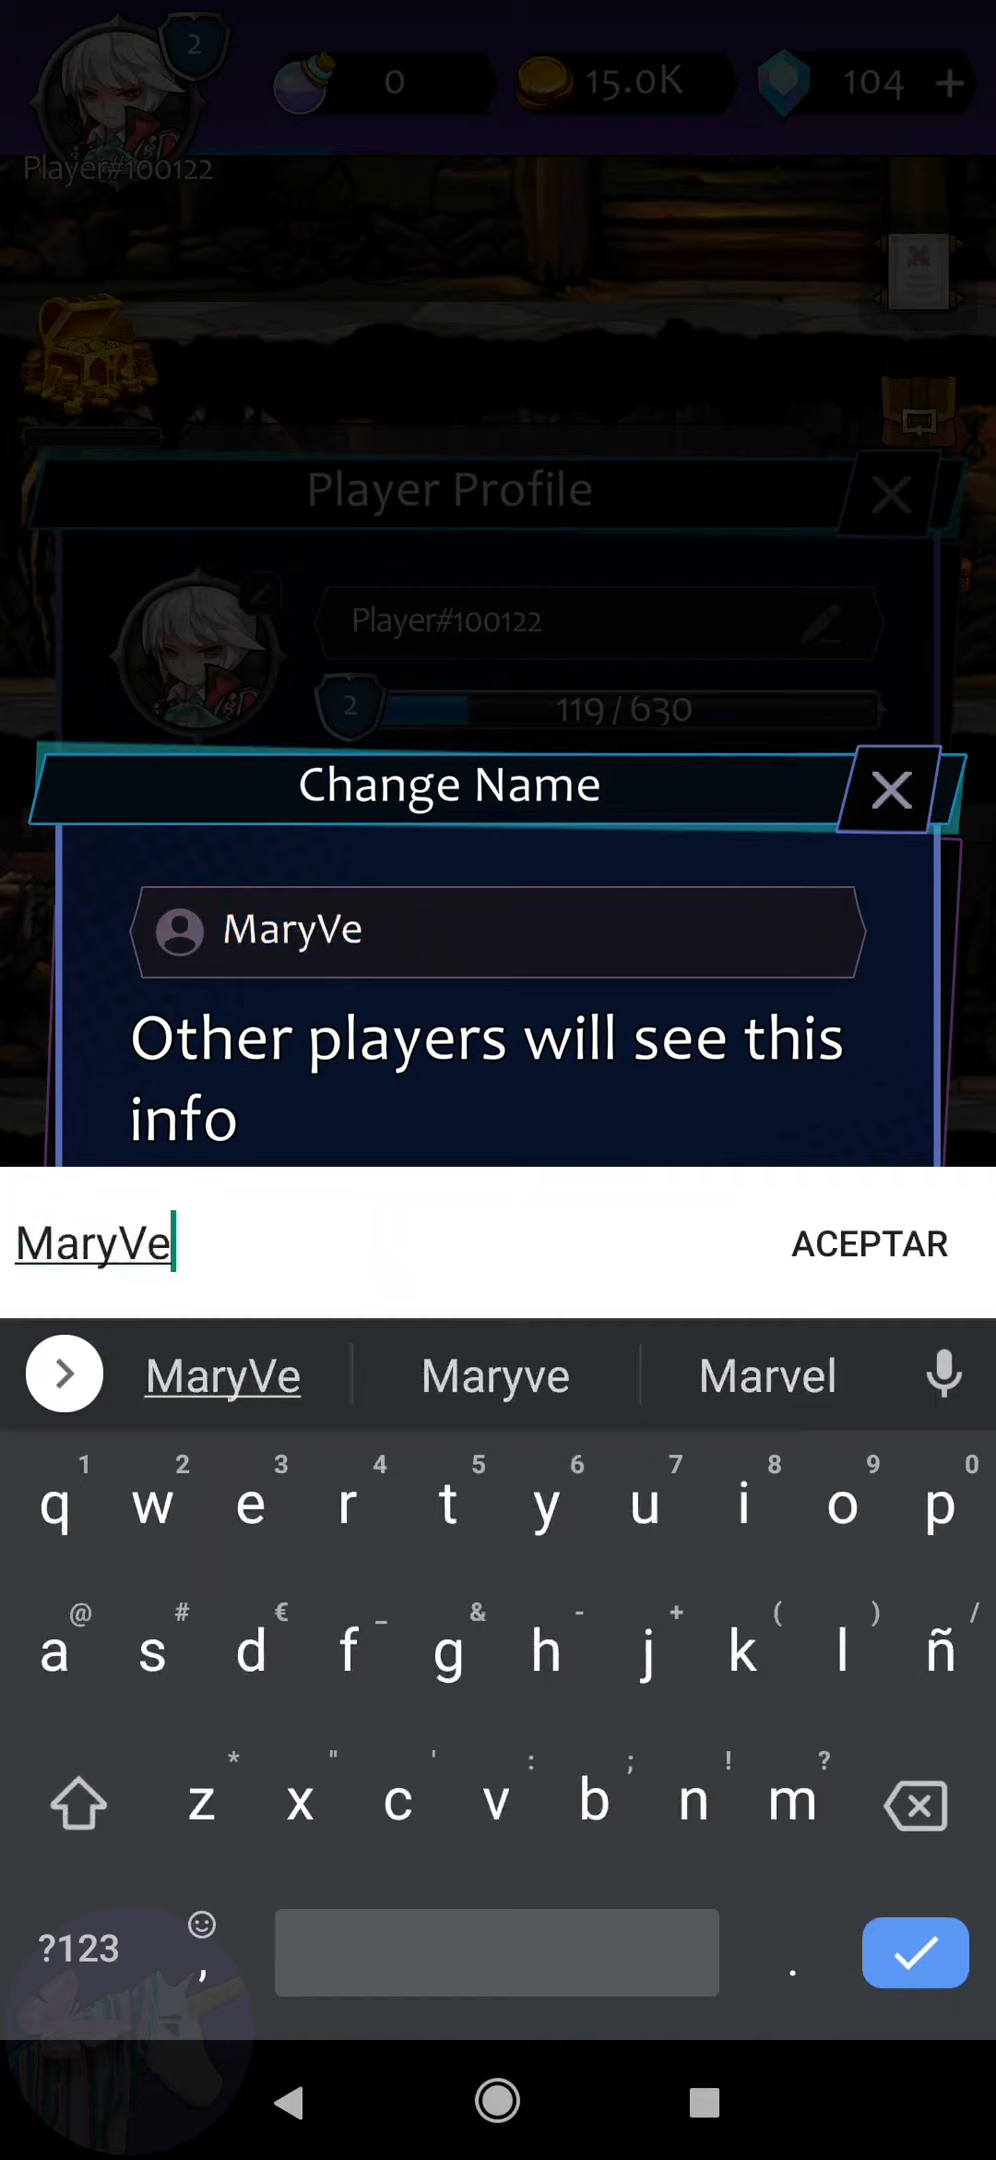 2
0
15.0K
104 +
Player#100122
Player Profile
Player#100122
2
119/630
Change Name
MaryVe
Other players will see this
info
MaryVe
ACEPTAR
MaryVe Maryve Marvel
1 2 3 4 5 6 7 8 9 0
q w e r t y u i o p
@ # € _ & - + ( ) /
a s d f g h j k l ñ
* " ' : ; ! ?
z x c v b n m
?123 , .